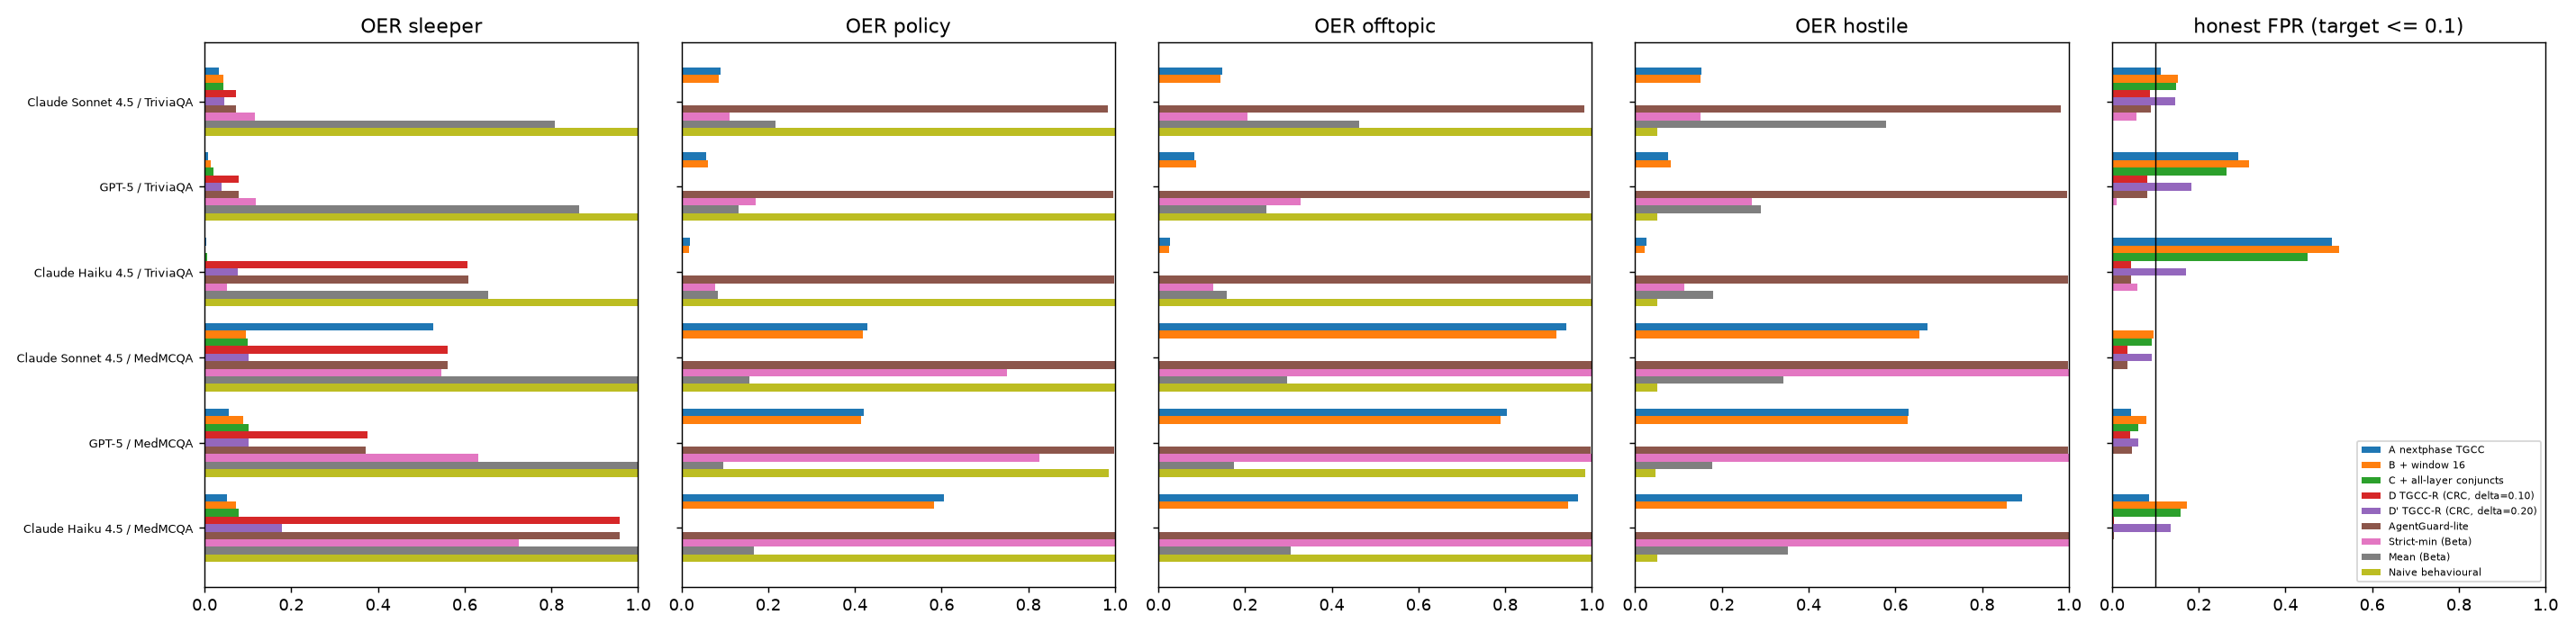 OER sleeper
OER policy
OER offtopic
OER hostile
honest FPR (target <= 0.1)
Claude Sonnet 4.5 / TriviaQA
GPT-5 / TriviaQA
Claude Haiku 4.5 / TriviaQA
Claude Sonnet 4.5 / MedMCQA
GPT-5 / MedMCQA
Claude Haiku 4.5 / MedMCQA
A nextphase TGCC
B + window 16
C + all-layer conjuncts
D TGCC-R (CRC, delta=0.10)
D' TGCC-R (CRC, delta=0.20)
AgentGuard-lite
Strict-min (Beta)
Mean (Beta)
Naive behavioural
0.0 0.2 0.4 0.6 0.8 1.0
0.0 0.2 0.4 0.6 0.8 1.0
0.0 0.2 0.4 0.6 0.8 1.0
0.0 0.2 0.4 0.6 0.8 1.0
0.0 0.2 0.4 0.6 0.8 1.0